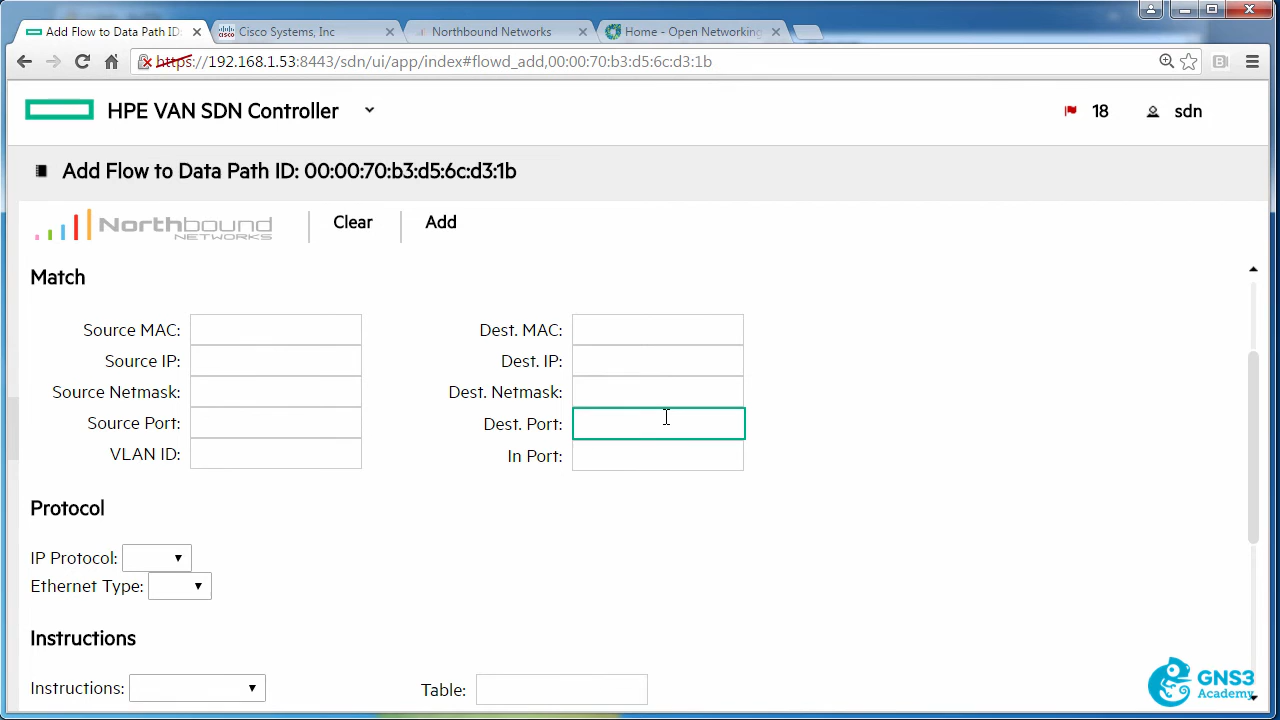 Add Flow to Data Path ID:
Cisco Systems, Inc
Northbound Networks
Home - Open Networking
https://192.168.1.53:8443/sdn/ui/app/index#flowd_add,00:00:70:b3:d5:6c:d3:1b
HPE VAN SDN Controller
18
sdn
Add Flow to Data Path ID: 00:00:70:b3:d5:6c:d3:1b
Northbound
NETWORKS
Clear
Add
Match
Source MAC:
Dest. MAC:
Source IP:
Dest. IP:
Source Netmask:
Dest. Netmask:
Source Port:
Dest. Port:
VLAN ID:
In Port:
Protocol
IP Protocol:
Ethernet Type:
Instructions
Instructions:
Table:
GNS3
Academy